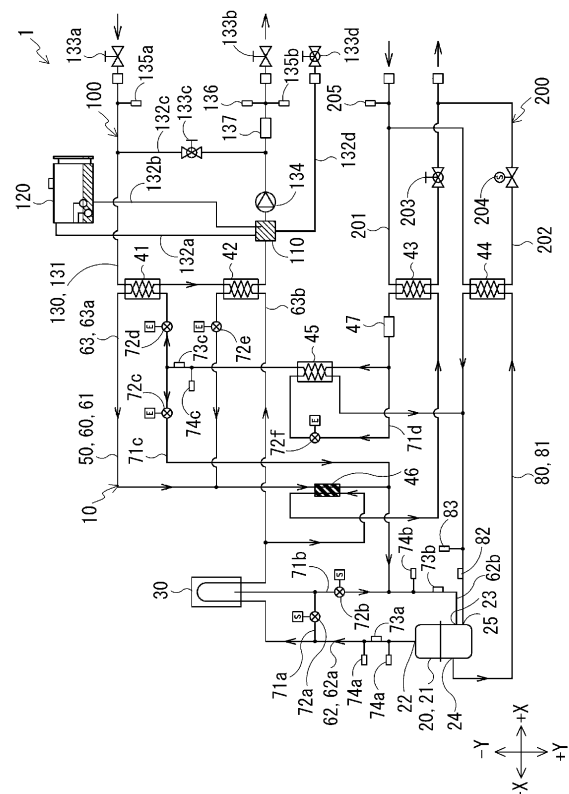 1
133a
133b
133d
135a
136
135b
205
200
100
132c
133c
137
132d
120
132b
134
203
204
132a
110
201
202
130, 131
41
42
63b
43
44
63, 63a
72d
72e
47
45
73c
72c
74c
50, 60, 61
71c
72f
71d
10
46
80, 81
30
71b
74b
73b
83
82
62b
72b
73a
71a
72a
62, 62a
74a
74a
22
20, 21
24
25
23
E
E
E
E
S
S
S
-Y
+X
-X
+Y